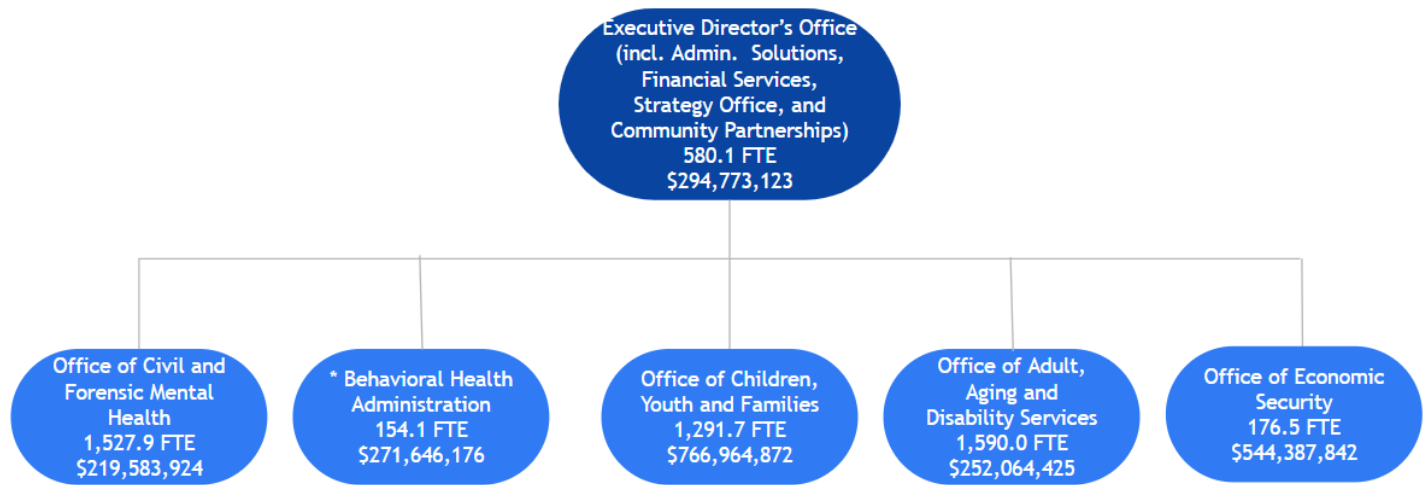 Executive Director’s Office
(incl. Admin.  Solutions,
Financial Services,
Strategy Office, and
Community Partnerships)
580.1 FTE
$294,773,123
Office of Civil and
Forensic Mental
Health
1,527.9 FTE
$219,583,924
* Behavioral Health
Administration
154.1 FTE
$271,646,176
Office of Children,
Youth and Families
1,291.7 FTE
$766,964,872
Office of Adult,
Aging and
Disability Services
1,590.0 FTE
$252,064,425
Office of Economic
Security
176.5 FTE
$544,387,842